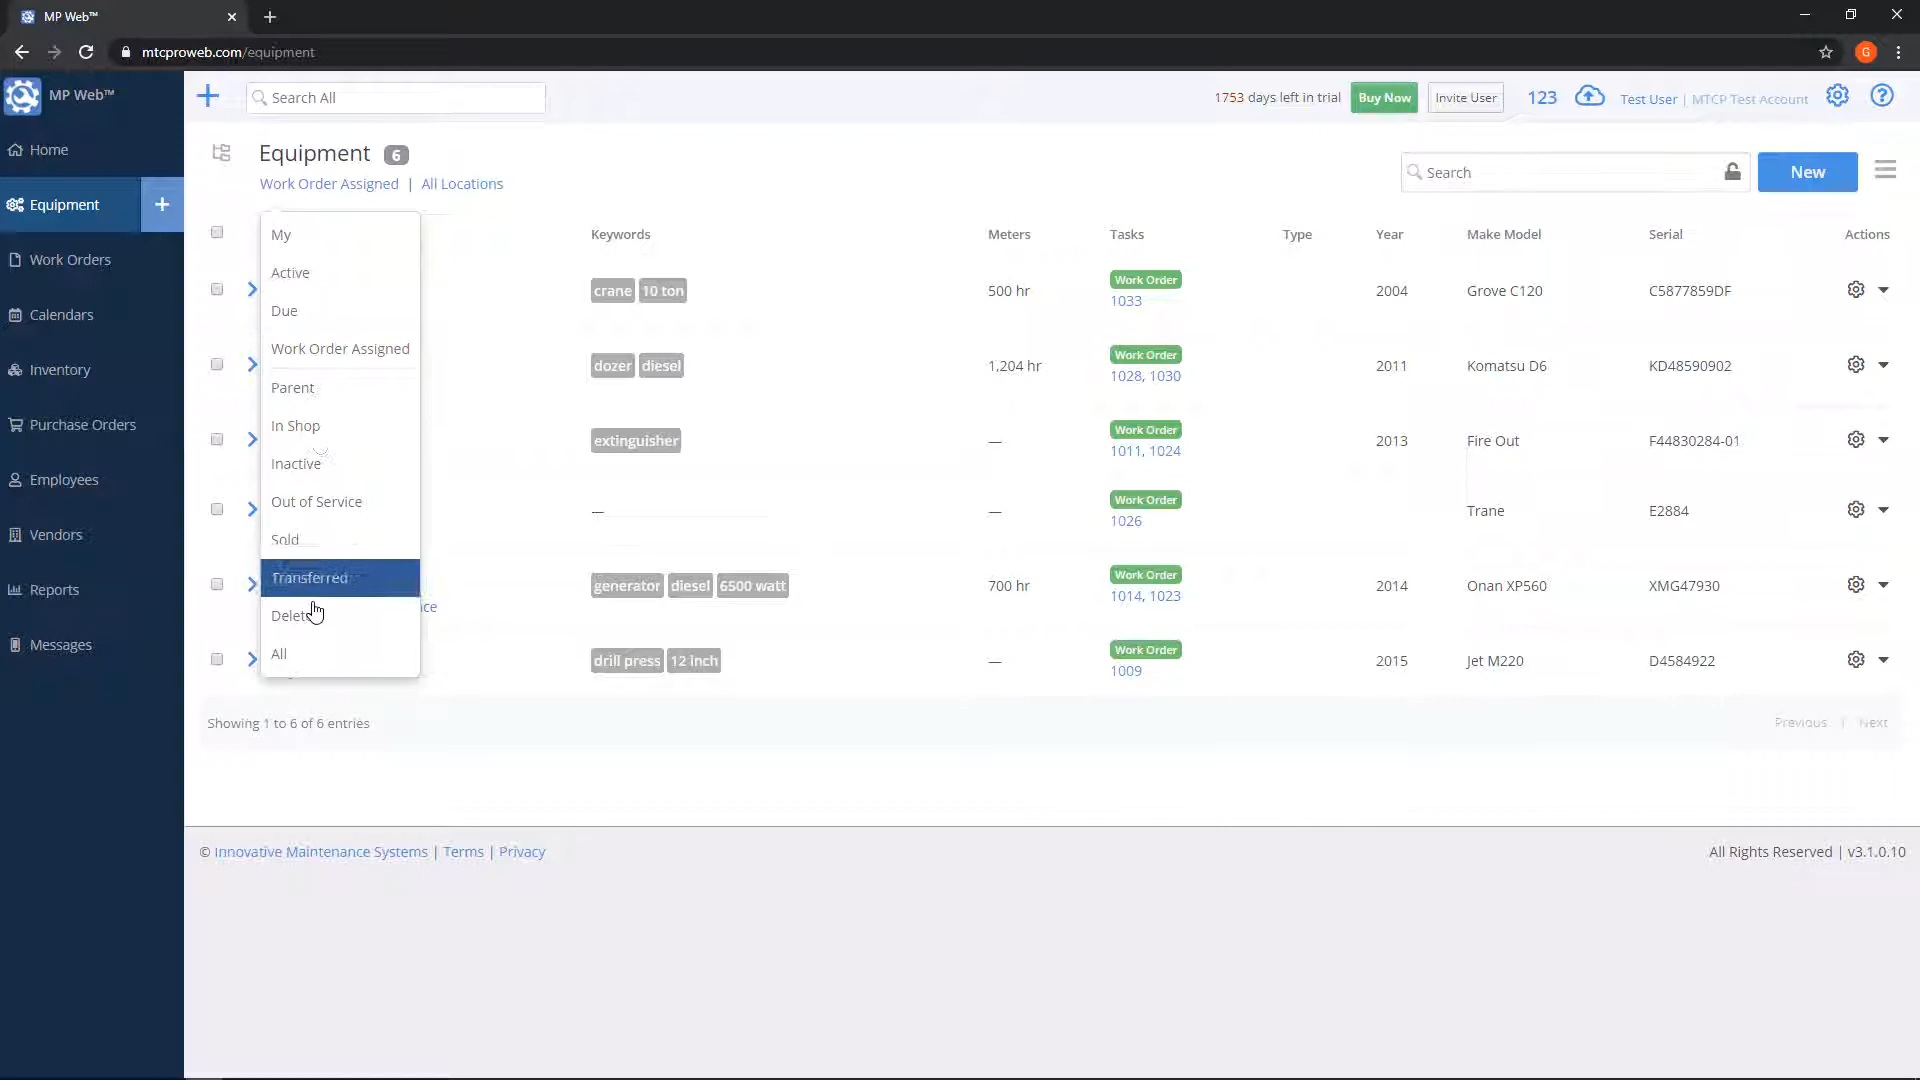 MP Web™
mtcproweb.com/equipment
G
MP Web™
Search All
1753 days left in trial
Buy Now
Invite User
123
Test User | MTCP Test Account
Home
Equipment
Work Orders
Calendars
Inventory
Purchase Orders
Employees
Vendors
Reports
Messages
Equipment 6
Work Order Assigned | All Locations
Search
New
My
Active
Due
Work Order Assigned
Parent
In Shop
Inactive
Out of Service
Sold
Transferred
All
Keywords Meters Tasks Type Year Make Model Serial Actions
crane 10 ton 500 hr Work Order 2004 Grove C120 C5877859DF
1033
dozer diesel 1,204 hr Work Order 2011 Komatsu D6 KD48590902
1028, 1030
extinguisher — Work Order 2013 Fire Out F44830284-01
1011, 1024
— — Work Order Trane E2884
1026
generator diesel 6500 watt 700 hr Work Order 2014 Onan XP560 XMG47930
1014, 1023
drill press 12 inch — Work Order 2015 Jet M220 D4584922
1009
Showing 1 to 6 of 6 entries
Previous | Next
© Innovative Maintenance Systems | Terms | Privacy
All Rights Reserved | v3.1.0.10